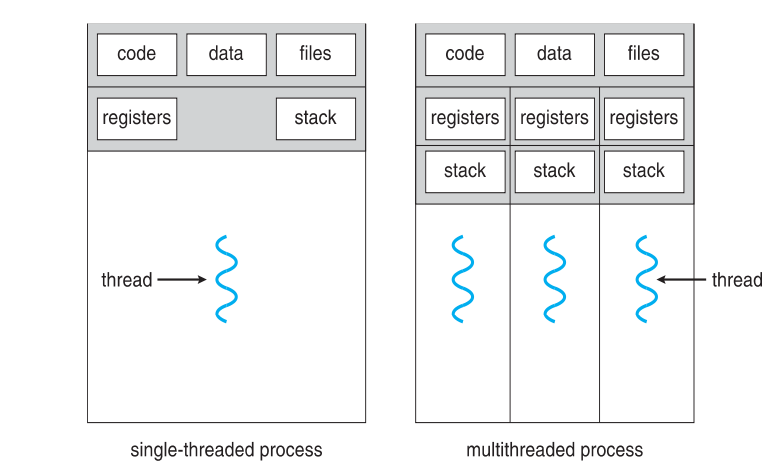 code data files
registers stack
thread
single-threaded process
code data files
registers registers registers
stack stack stack
thread
multithreaded process